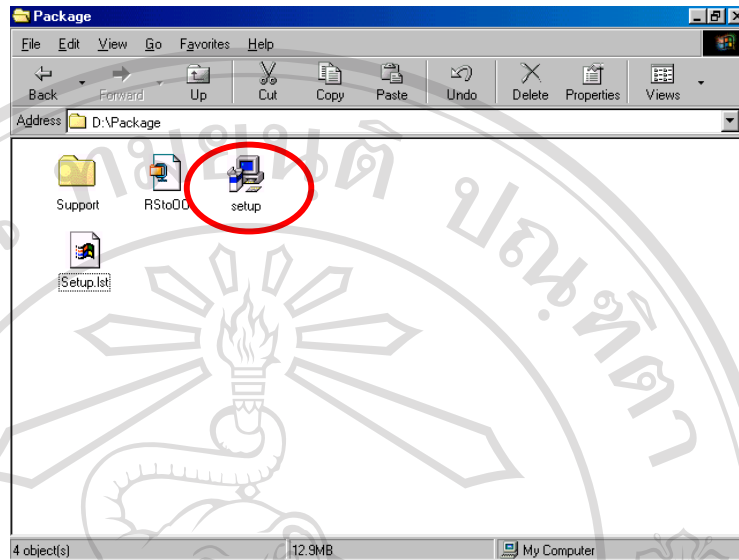 Package
File Edit View Go Favorites Help
Back Forward Up Cut Copy Paste Undo Delete Properties Views
Address D:\Package
Support RStoOO setup
Setup.lst
4 object(s) 12.9MB My Computer